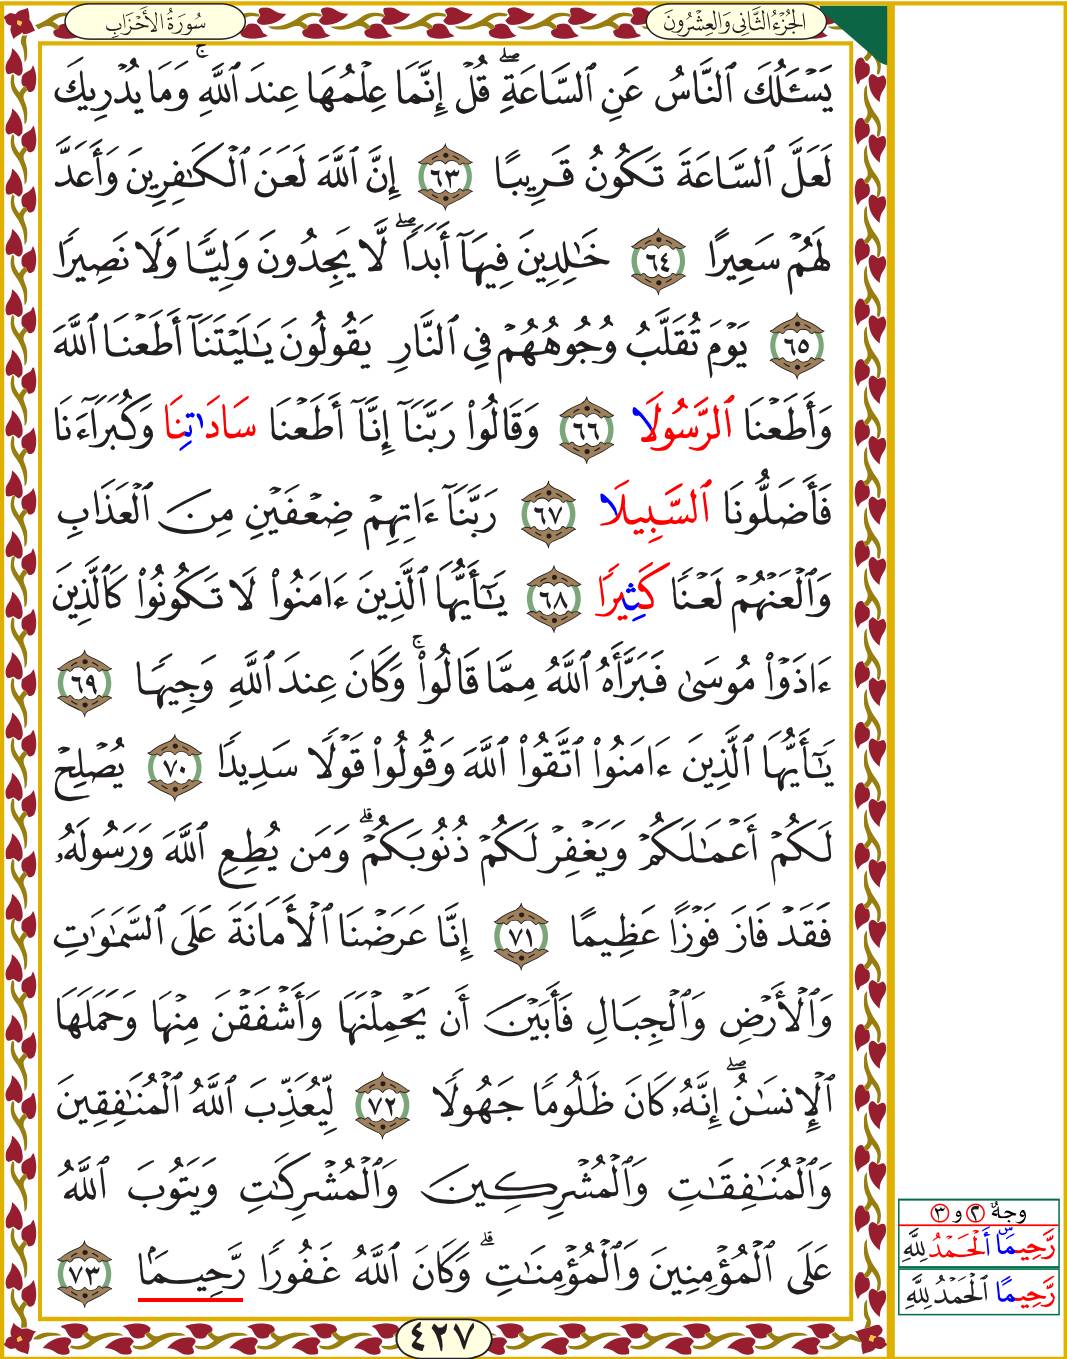 الجُزْءُ الثَّانِي وَالعِشْرُونَ
سُورَةُ الأَحْزَابِ
يَسْـَٔلُكَ ٱلنَّاسُ عَنِ ٱلسَّاعَةِۖ قُلْ إِنَّمَا عِلْمُهَا عِندَ ٱللَّهِۚ وَمَا يُدْرِيكَ
لَعَلَّ ٱلسَّاعَةَ تَكُونُ قَرِيبًا ٦٣ إِنَّ ٱللَّهَ لَعَنَ ٱلْكَـٰفِرِينَ وَأَعَدَّ
لَهُمْ سَعِيرًا ٦٤ خَـٰلِدِينَ فِيهَآ أَبَدًاۖ لَّا يَجِدُونَ وَلِيًّا وَلَا نَصِيرًا
٦٥ يَوْمَ تُقَلَّبُ وُجُوهُهُمْ فِي ٱلنَّارِ يَقُولُونَ يَـٰلَيْتَنَآ أَطَعْنَا ٱللَّهَ
وَأَطَعْنَا ٱلرَّسُولَا ٦٦ وَقَالُوا۟ رَبَّنَآ إِنَّآ أَطَعْنَا سَادَٰتِنَا وَكُبَرَآءَنَا
فَأَضَلُّونَا ٱلسَّبِيلَا ٦٧ رَبَّنَآ ءَاتِهِمْ ضِعْفَيْنِ مِنَ ٱلْعَذَابِ
وَٱلْعَنْهُمْ لَعْنًا كَثِيرًا ٦٨ يَـٰٓأَيُّهَا ٱلَّذِينَ ءَامَنُوا۟ لَا تَكُونُوا۟ كَٱلَّذِينَ
ءَاذَوْا۟ مُوسَىٰ فَبَرَّأَهُ ٱللَّهُ مِمَّا قَالُوا۟ۚ وَكَانَ عِندَ ٱللَّهِ وَجِيهًا ٦٩
يَـٰٓأَيُّهَا ٱلَّذِينَ ءَامَنُوا۟ ٱتَّقُوا۟ ٱللَّهَ وَقُولُوا۟ قَوْلًا سَدِيدًا ٧٠ يُصْلِحْ
لَكُمْ أَعْمَـٰلَكُمْ وَيَغْفِرْ لَكُمْ ذُنُوبَكُمْۗ وَمَن يُطِعِ ٱللَّهَ وَرَسُولَهُۥ
فَقَدْ فَازَ فَوْزًا عَظِيمًا ٧١ إِنَّا عَرَضْنَا ٱلْأَمَانَةَ عَلَى ٱلسَّمَـٰوَٰتِ
وَٱلْأَرْضِ وَٱلْجِبَالِ فَأَبَيْنَ أَن يَحْمِلْنَهَا وَأَشْفَقْنَ مِنْهَا وَحَمَلَهَا
ٱلْإِنسَـٰنُۖ إِنَّهُۥ كَانَ ظَلُومًا جَهُولًا ٧٢ لِّيُعَذِّبَ ٱللَّهُ ٱلْمُنَـٰفِقِينَ
وَٱلْمُنَـٰفِقَـٰتِ وَٱلْمُشْرِكِينَ وَٱلْمُشْرِكَـٰتِ وَيَتُوبَ ٱللَّهُ
عَلَى ٱلْمُؤْمِنِينَ وَٱلْمُؤْمِنَـٰتِۗ وَكَانَ ٱللَّهُ غَفُورًا رَّحِيمًا ٧٣
وجهٌ ٢ و ٣
رَّحِيمًا أَلْحَمْدُ لِلَّهِ
رَّحِيمًا ٱلْحَمْدُ لِلَّهِ
٤٢٧